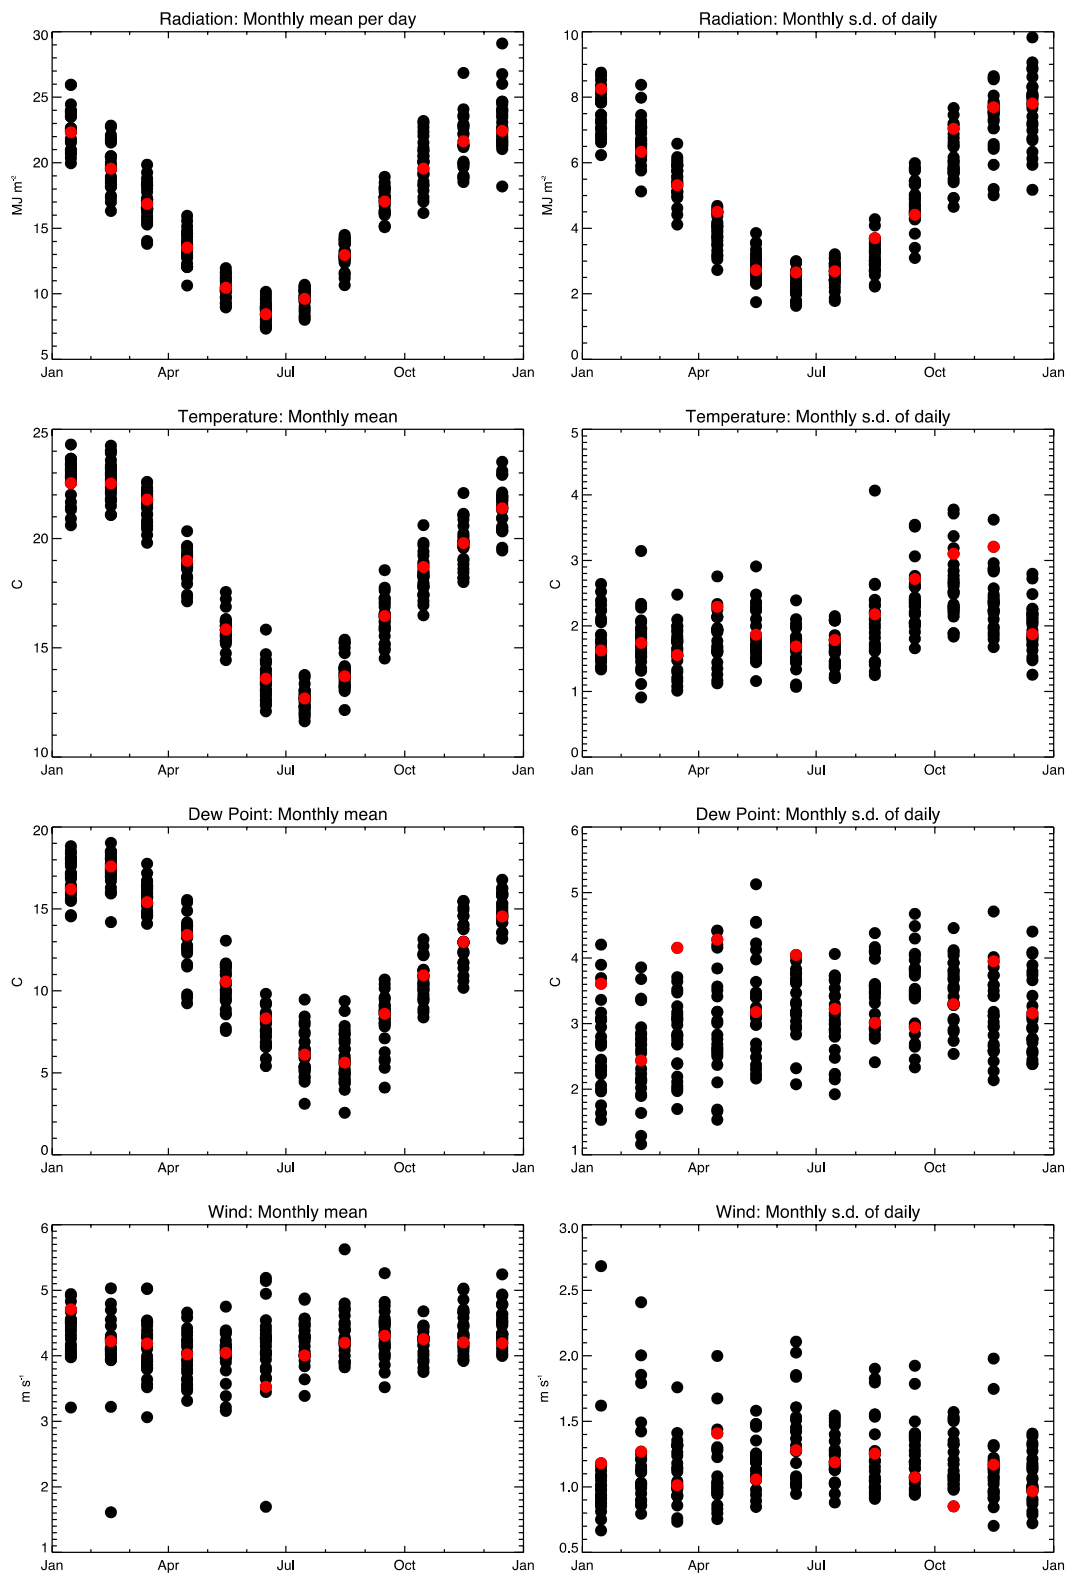 Radiation: Monthly mean per day
30
25
20
15
10
5
MJ m⁻²
Jan Apr Jul Oct Jan
Radiation: Monthly s.d. of daily
10
8
6
4
2
0
MJ m⁻²
Jan Apr Jul Oct Jan
Temperature: Monthly mean
25
20
15
10
C
Jan Apr Jul Oct Jan
Temperature: Monthly s.d. of daily
5
4
3
2
1
0
C
Jan Apr Jul Oct Jan
Dew Point: Monthly mean
20
15
10
5
0
C
Jan Apr Jul Oct Jan
Dew Point: Monthly s.d. of daily
6
5
4
3
2
1
C
Jan Apr Jul Oct Jan
Wind: Monthly mean
6
5
4
3
2
1
m s⁻¹
Jan Apr Jul Oct Jan
Wind: Monthly s.d. of daily
3.0
2.5
2.0
1.5
1.0
0.5
m s⁻¹
Jan Apr Jul Oct Jan